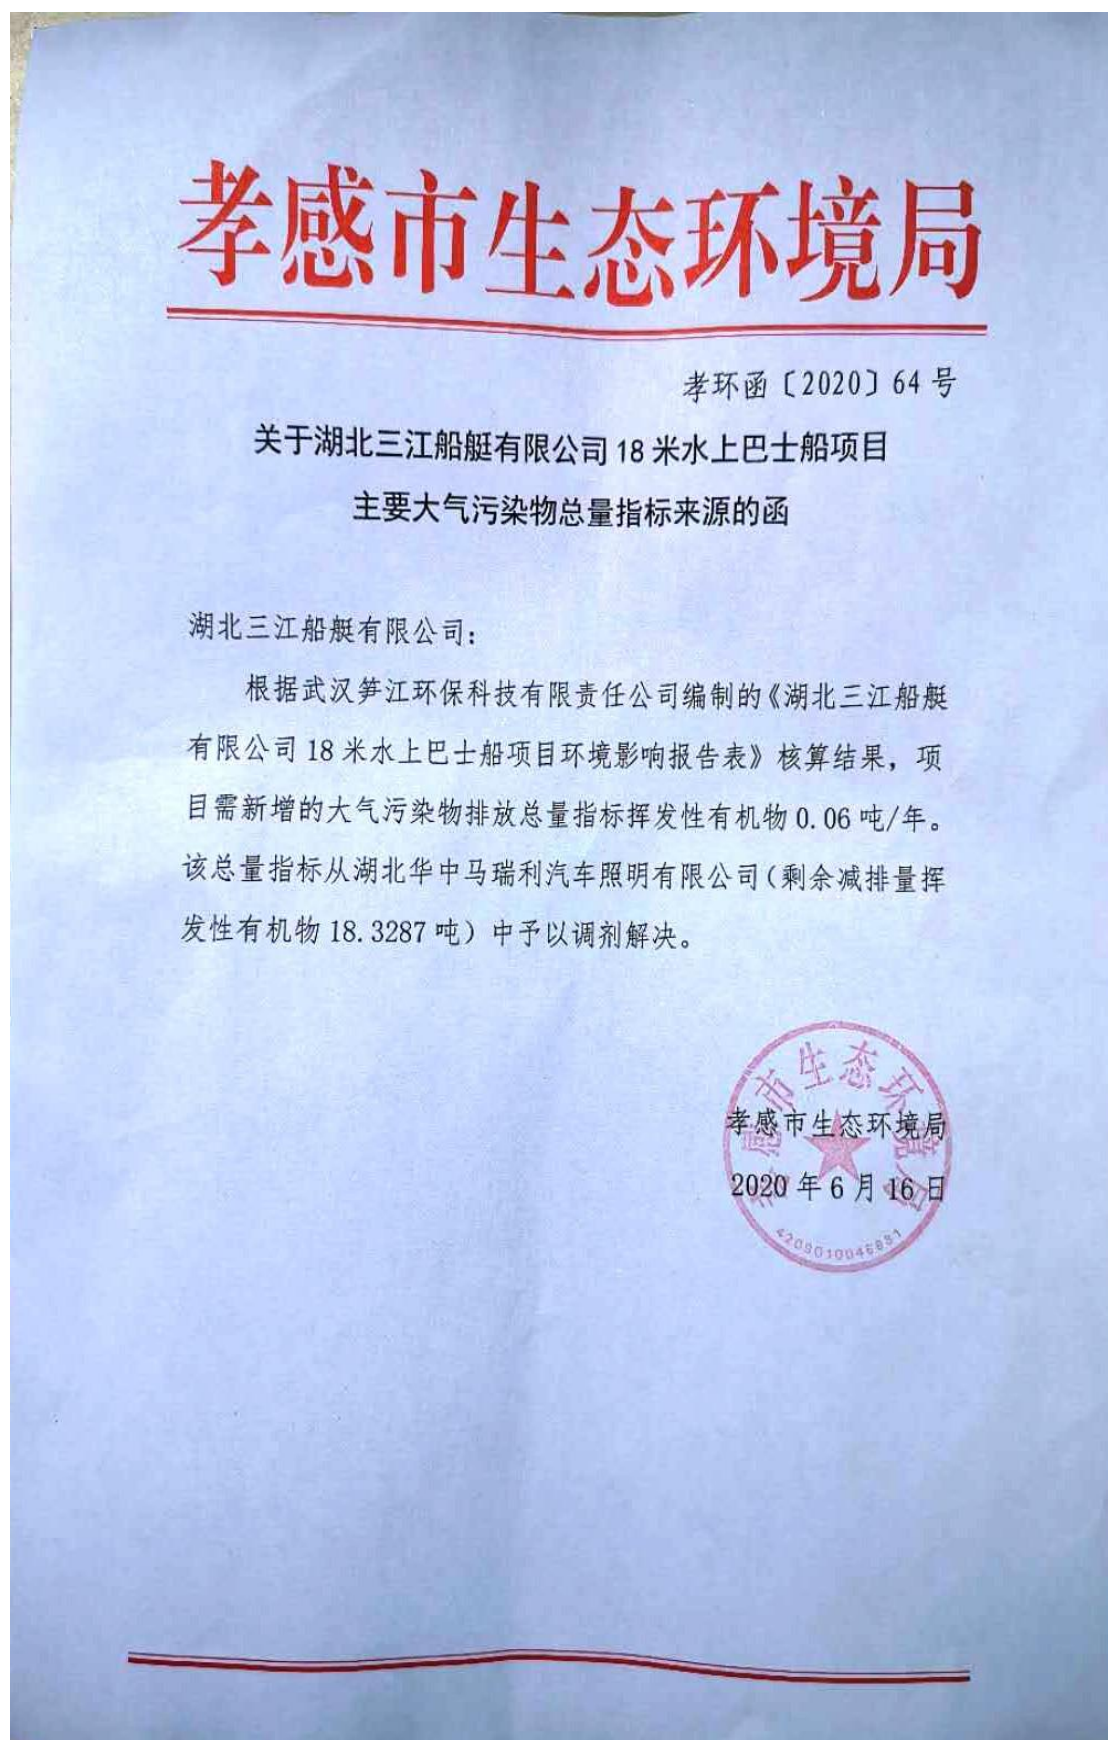 孝感市生态环境局
孝环函〔2020〕64号
关于湖北三江船艇有限公司18米水上巴士船项目
主要大气污染物总量指标来源的函
湖北三江船艇有限公司:
根据武汉笋江环保科技有限责任公司编制的《湖北三江船艇
有限公司18米水上巴士船项目环境影响报告表》核算结果，项
目需新增的大气污染物排放总量指标挥发性有机物0.06吨/年。
该总量指标从湖北华中马瑞利汽车照明有限公司（剩余减排量挥
发性有机物18.3287吨）中予以调剂解决。
孝感市生态环境局
孝感市生态环境局
2020年6月16日